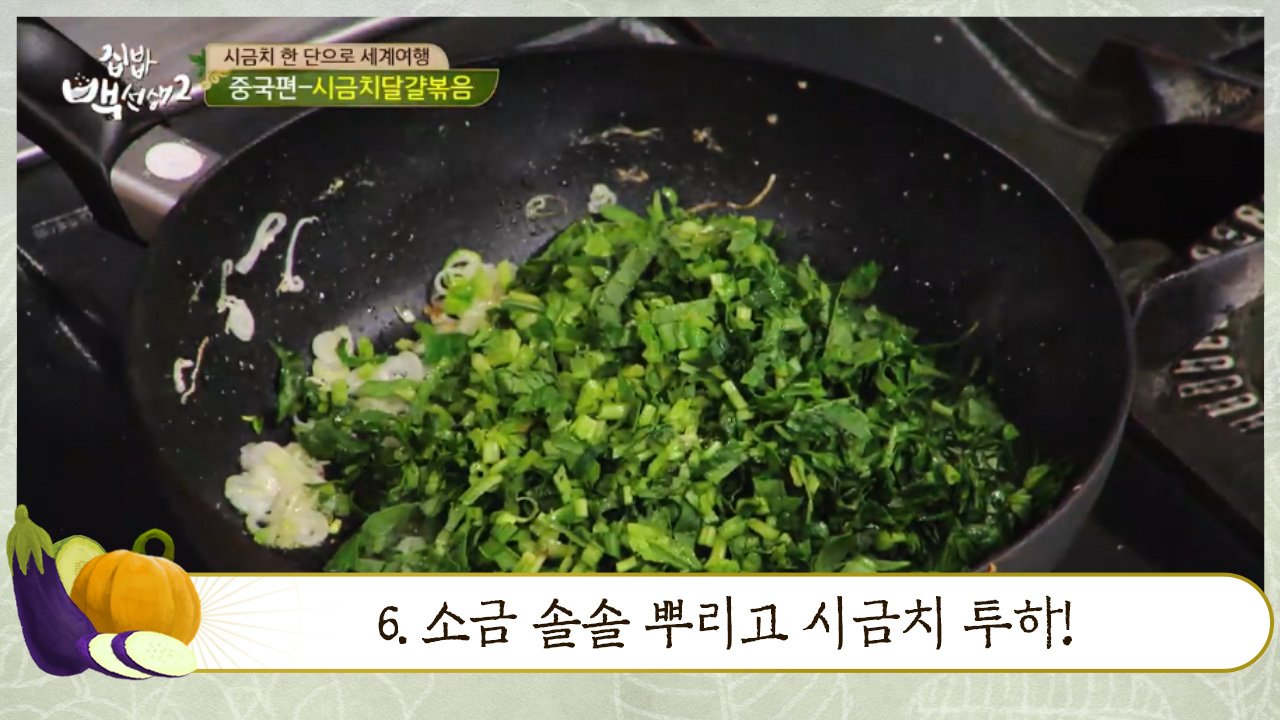 집밥
백선생2
시금치 한 단으로 세계여행
중국편-시금치달걀볶음
6. 소금 솔솔 뿌리고 시금치 투하!